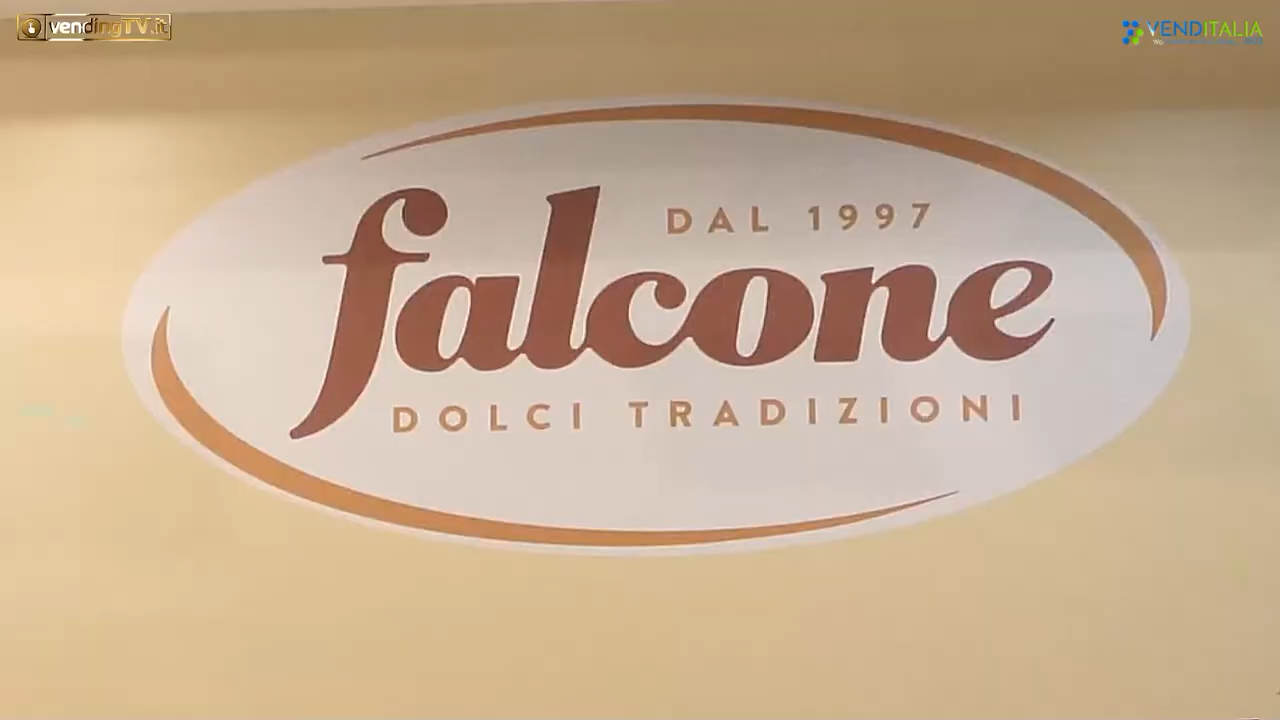 vendingTV.it
VENDITALIA
DAL 1997
falcone
DOLCI TRADIZIONI